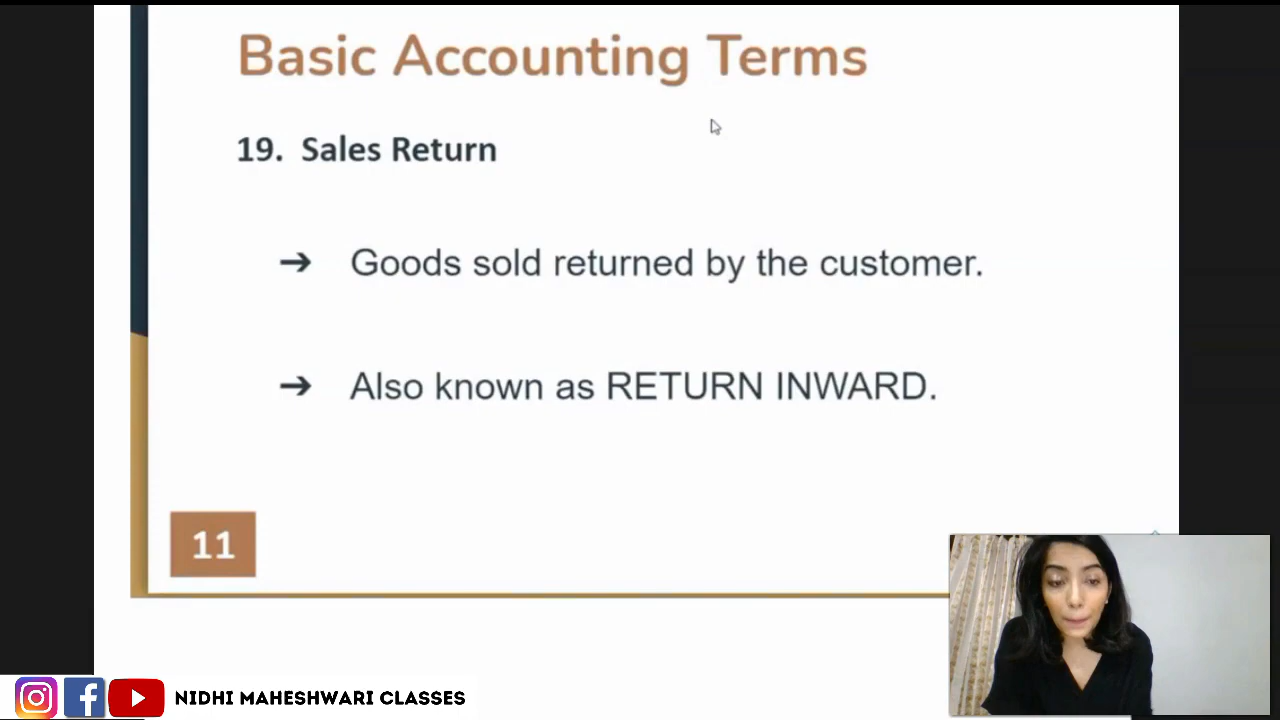 Basic Accounting Terms
19. Sales Return
➔ Goods sold returned by the customer.
➔ Also known as RETURN INWARD.
11
NIDHI MAHESHWARI CLASSES